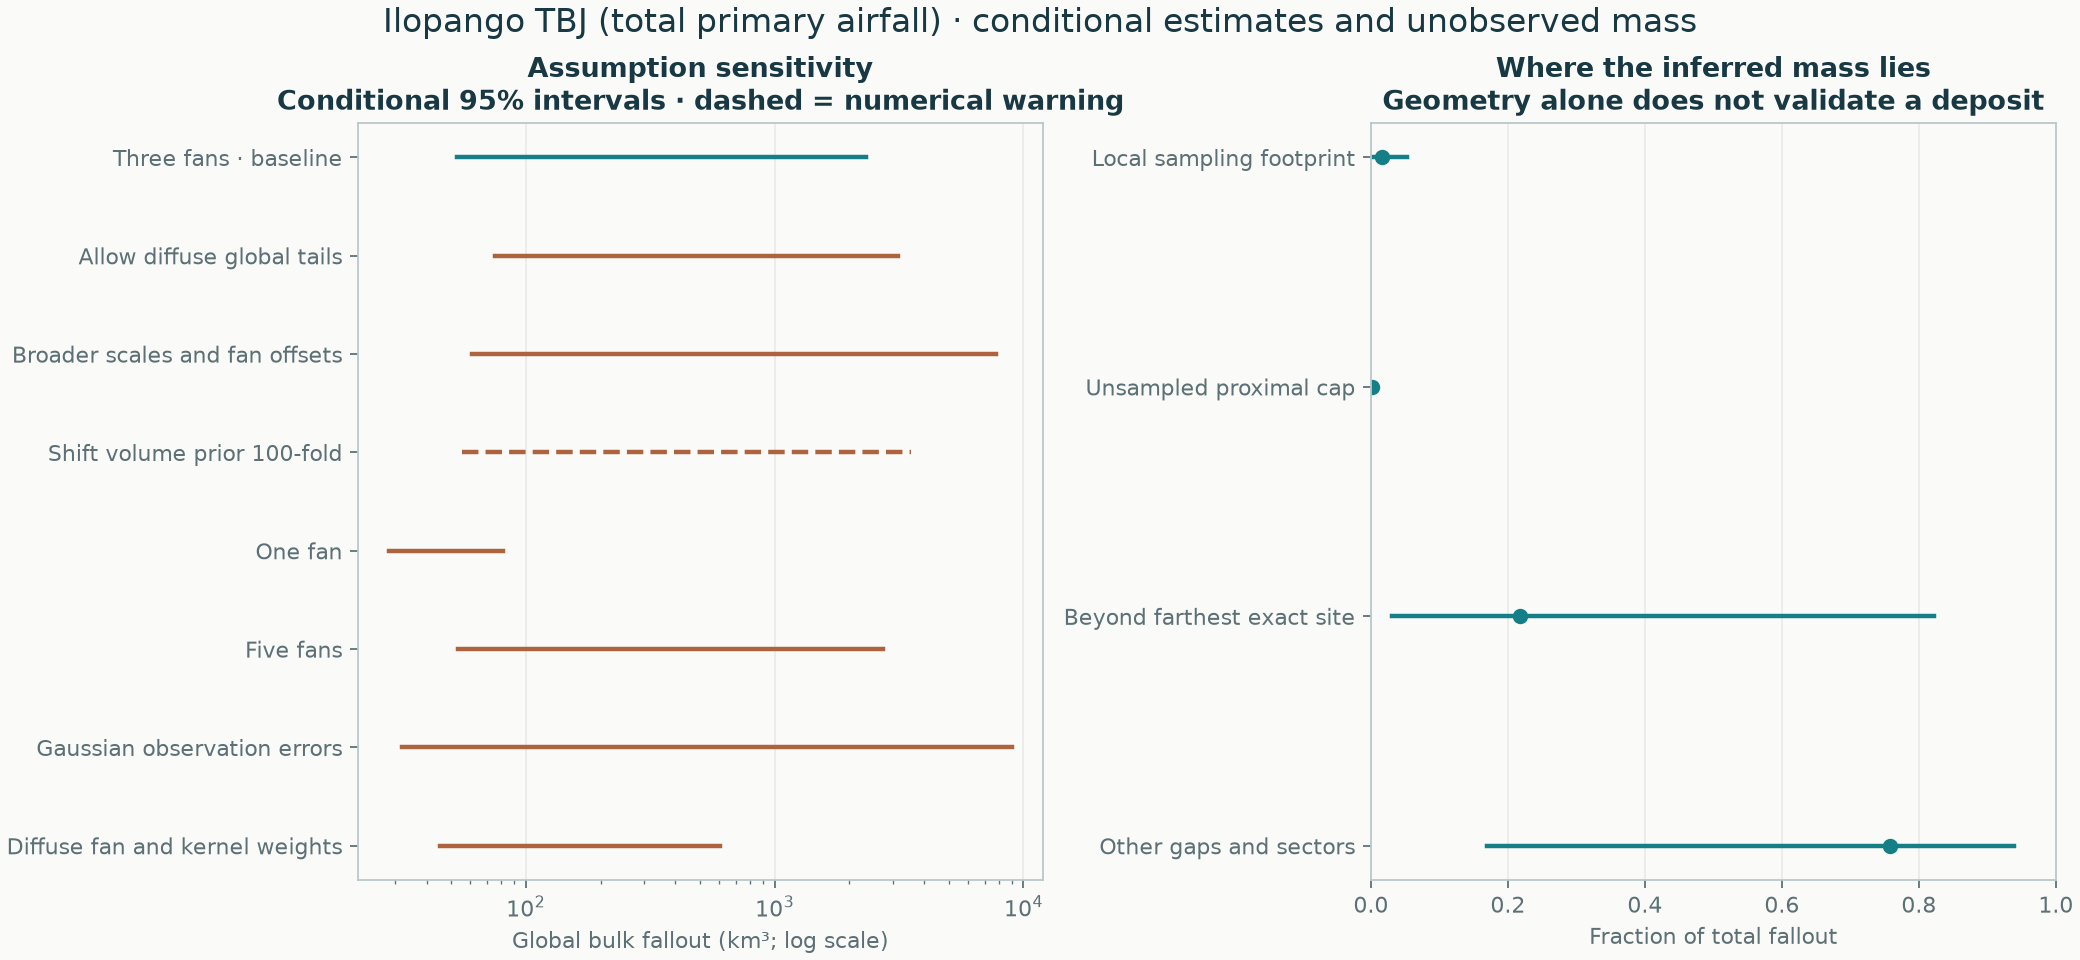 Ilopango TBJ (total primary airfall) · conditional estimates and unobserved mass
Assumption sensitivity
Conditional 95% intervals · dashed = numerical warning
Three fans · baseline
Allow diffuse global tails
Broader scales and fan offsets
Shift volume prior 100-fold
One fan
Five fans
Gaussian observation errors
Diffuse fan and kernel weights
10² 10³ 10⁴
Global bulk fallout (km³; log scale)
Where the inferred mass lies
Geometry alone does not validate a deposit
Local sampling footprint
Unsampled proximal cap
Beyond farthest exact site
Other gaps and sectors
0.0 0.2 0.4 0.6 0.8 1.0
Fraction of total fallout